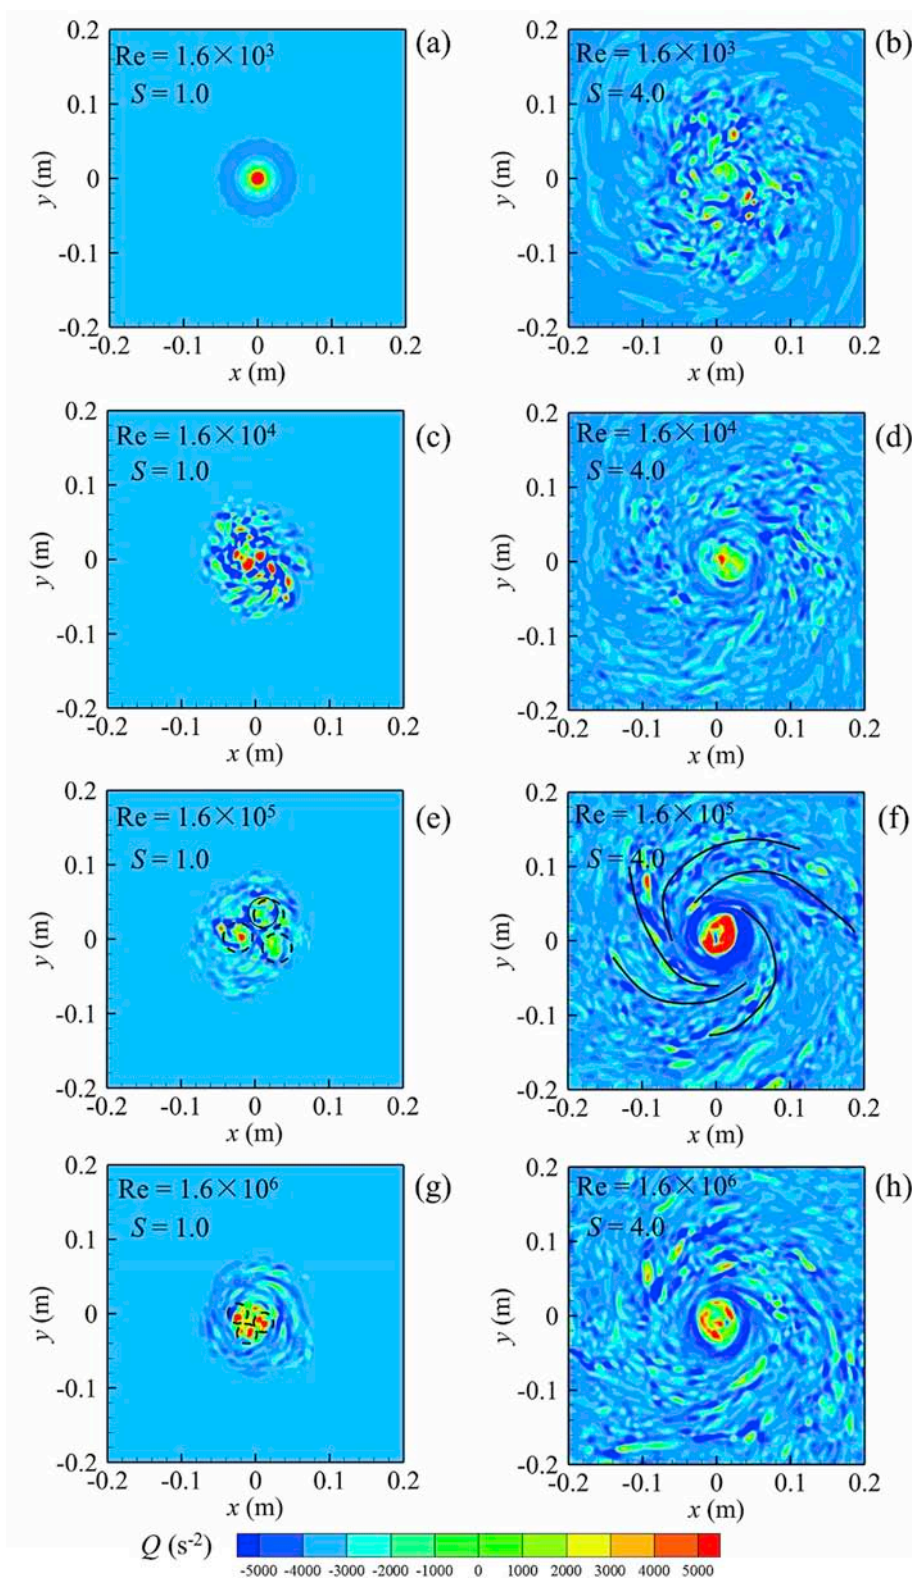 (a)
Re = 1.6×10³
S = 1.0
0.2
0.1
0
-0.1
-0.2
y (m)
-0.2 -0.1 0 0.1 0.2
x (m)
(b)
Re = 1.6×10³
S = 4.0
0.2
0.1
0
-0.1
-0.2
y (m)
-0.2 -0.1 0 0.1 0.2
x (m)
(c)
Re = 1.6×10⁴
S = 1.0
0.2
0.1
0
-0.1
-0.2
y (m)
-0.2 -0.1 0 0.1 0.2
x (m)
(d)
Re = 1.6×10⁴
S = 4.0
0.2
0.1
0
-0.1
-0.2
y (m)
-0.2 -0.1 0 0.1 0.2
x (m)
(e)
Re = 1.6×10⁵
S = 1.0
0.2
0.1
0
-0.1
-0.2
y (m)
-0.2 -0.1 0 0.1 0.2
x (m)
(f)
Re = 1.6×10⁵
S = 4.0
0.2
0.1
0
-0.1
-0.2
y (m)
-0.2 -0.1 0 0.1 0.2
x (m)
(g)
Re = 1.6×10⁶
S = 1.0
0.2
0.1
0
-0.1
-0.2
y (m)
-0.2 -0.1 0 0.1 0.2
x (m)
(h)
Re = 1.6×10⁶
S = 4.0
0.2
0.1
0
-0.1
-0.2
y (m)
-0.2 -0.1 0 0.1 0.2
x (m)
Q (s⁻²)
-5000 -4000 -3000 -2000 -1000 0 1000 2000 3000 4000 5000